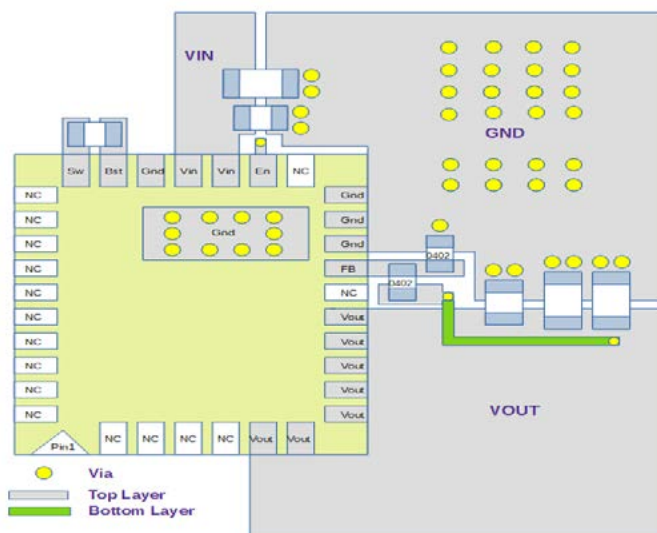 VIN
GND
Sw Bst Gnd Vin Vin En NC
NC Gnd
NC Gnd
Gnd
NC Gnd
0402
NC FB
0402
NC NC
NC Vout
NC Vout
NC Vout
NC Vout
NC Vout
VOUT
Pin1 NC NC NC NC Vout Vout
Via
Top Layer
Bottom Layer